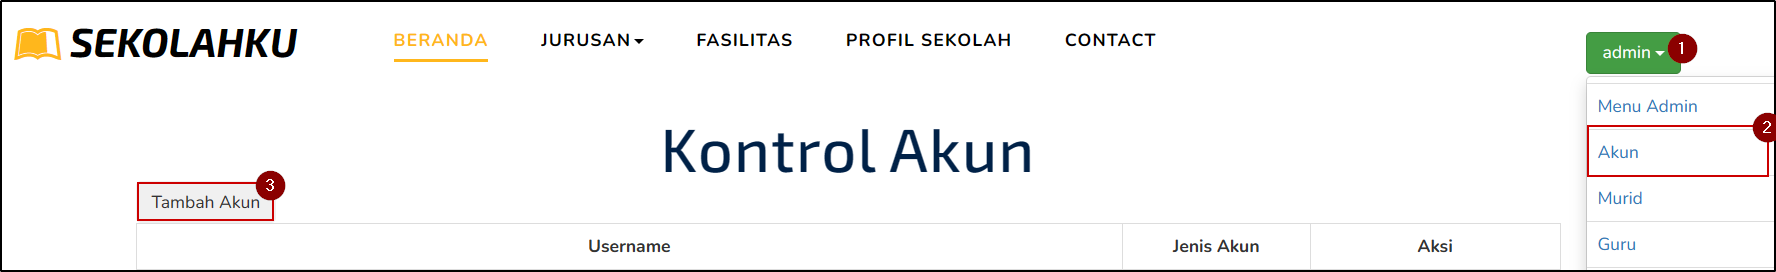 SEKOLAHKU
BERANDA JURUSAN FASILITAS PROFIL SEKOLAH CONTACT
admin 1
Menu Admin
Akun 2
Murid
Guru
Kontrol Akun
Tambah Akun 3
Username Jenis Akun Aksi